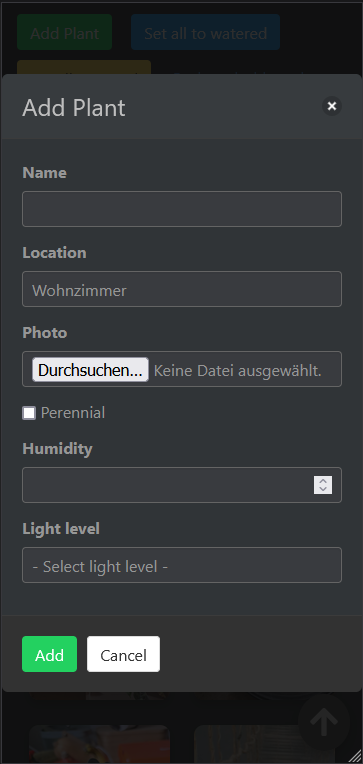 Add Plant
Set all to watered
Add Plant
Name
Location
Wohnzimmer
Photo
Durchsuchen... Keine Datei ausgewählt.
Perennial
Humidity
Light level
- Select light level -
Add
Cancel